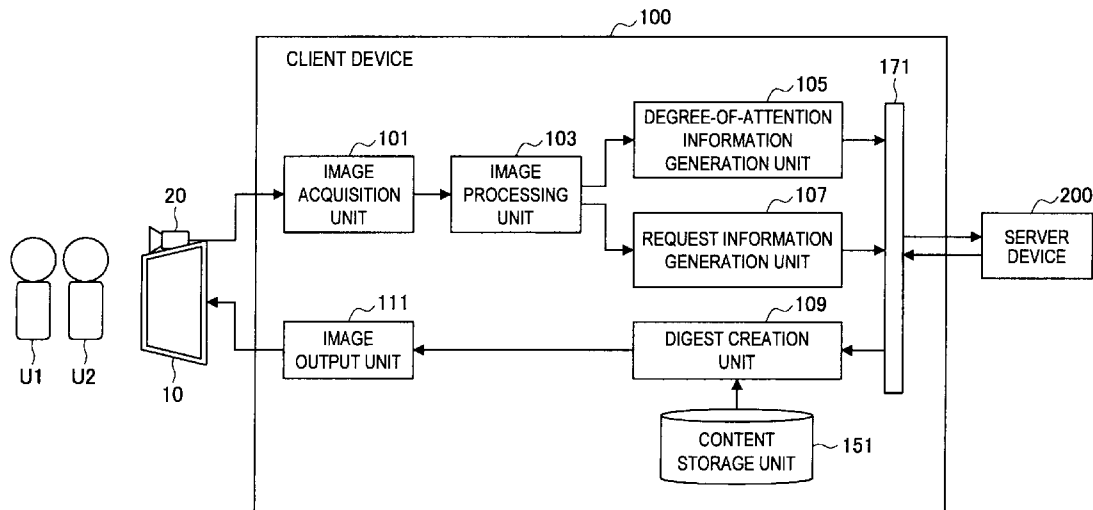 100
CLIENT DEVICE
171
105
DEGREE-OF-ATTENTION
INFORMATION
GENERATION UNIT
101
IMAGE
ACQUISITION
UNIT
103
IMAGE
PROCESSING
UNIT
20
107
REQUEST INFORMATION
GENERATION UNIT
200
SERVER
DEVICE
111
IMAGE
OUTPUT UNIT
109
DIGEST CREATION
UNIT
U1
U2
10
CONTENT
STORAGE UNIT
151